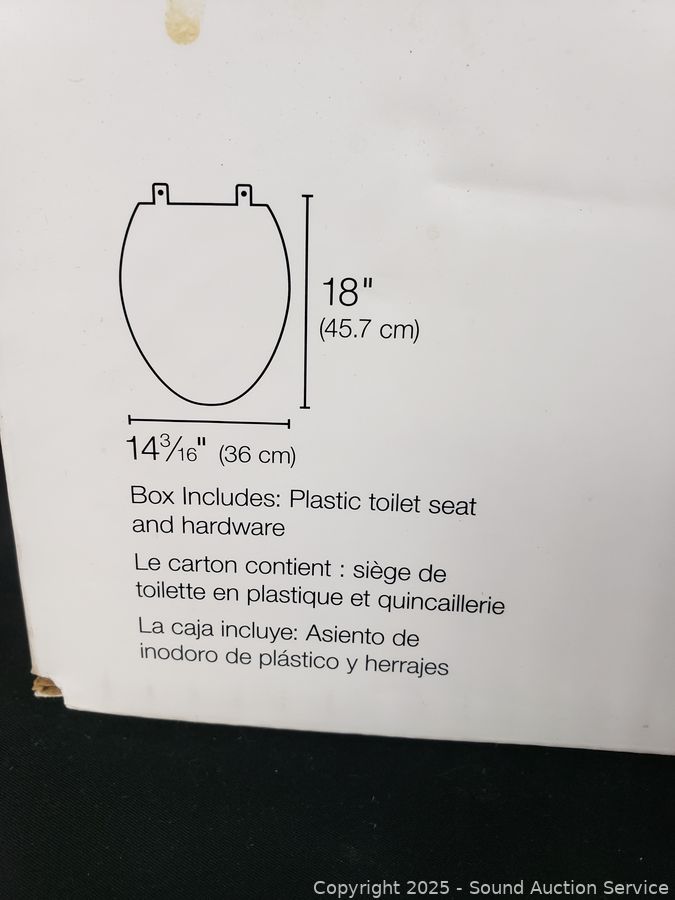 18"
(45.7 cm)
14 3/16" (36 cm)
Box Includes: Plastic toilet seat
and hardware
Le carton contient : siège de
toilette en plastique et quincaillerie
La caja incluye: Asiento de
inodoro de plástico y herrajes
Copyright 2025 - Sound Auction Service